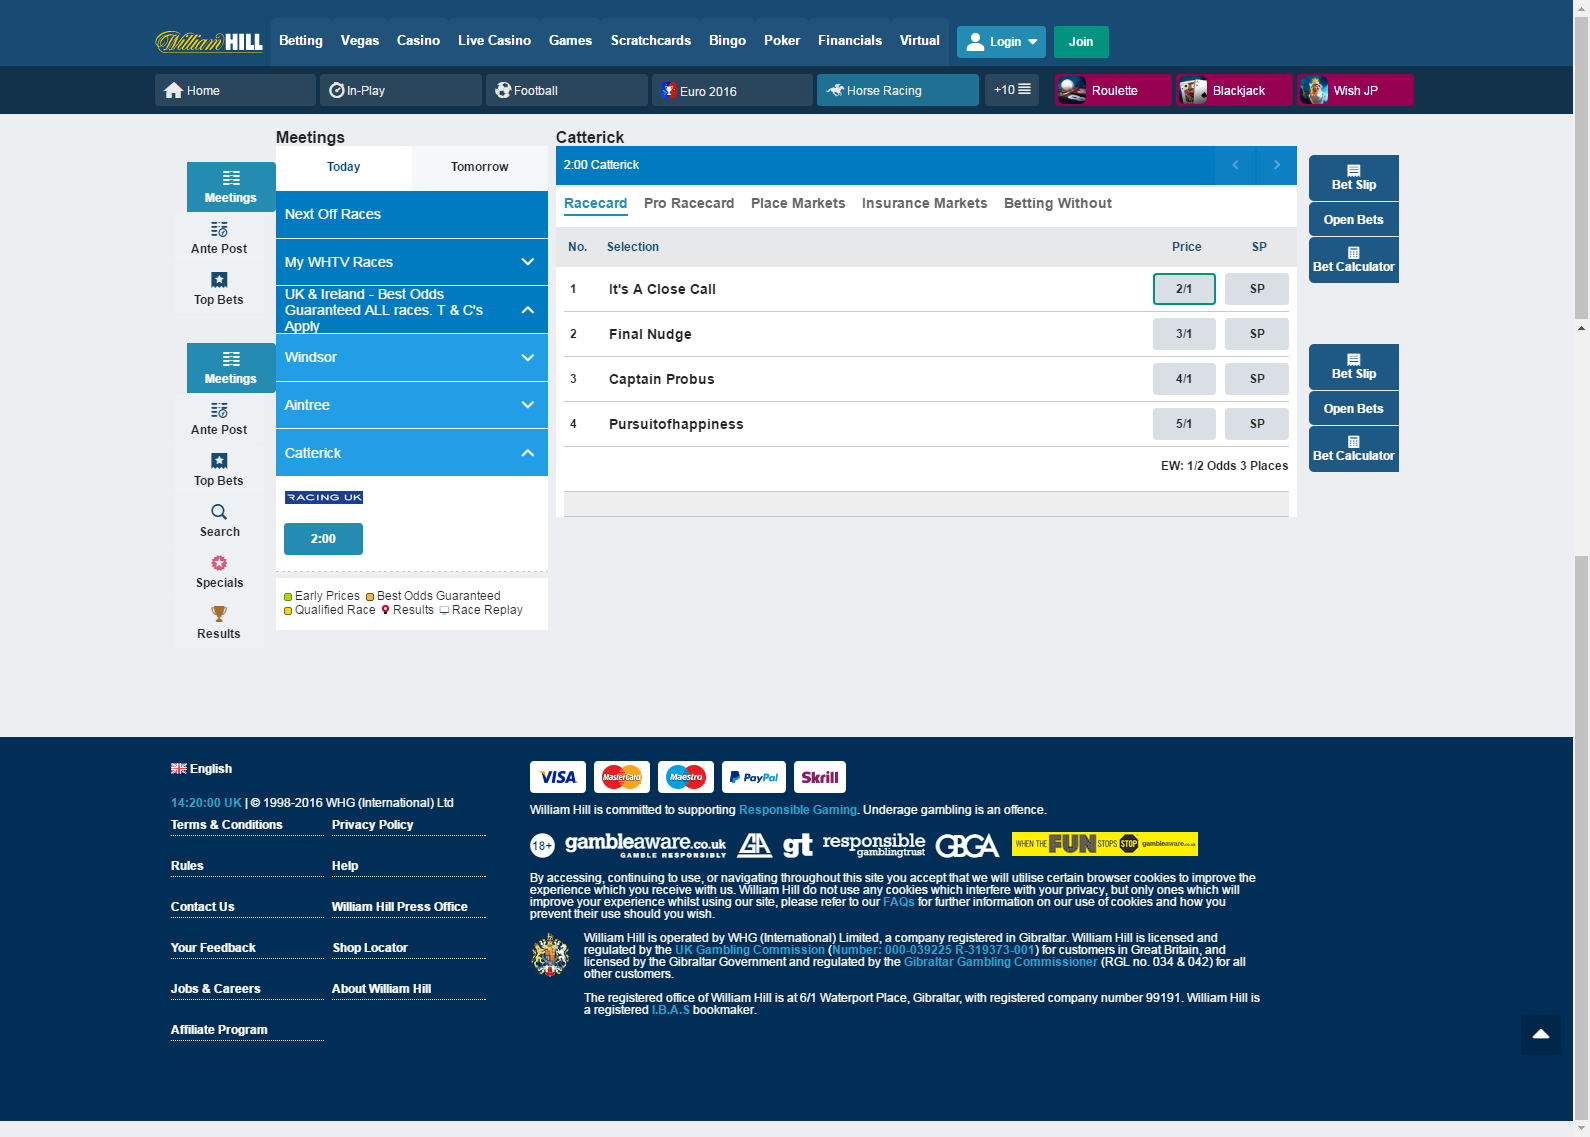 William HILL
Betting Vegas Casino Live Casino Games Scratchcards Bingo Poker Financials Virtual Login Join
Home In-Play Football Euro 2016 Horse Racing +10 Roulette Blackjack Wish JP
Meetings
Ante Post
Top Bets
Meetings
Ante Post
Top Bets
Search
Specials
Results
Meetings
Today Tomorrow
Next Off Races
My WHTV Races
UK & Ireland - Best Odds
Guaranteed ALL races. T & C's
Apply
Windsor
Aintree
Catterick
RACING UK
2:00
Early Prices Best Odds Guaranteed
Qualified Race Results Race Replay
Catterick
2:00 Catterick
Racecard Pro Racecard Place Markets Insurance Markets Betting Without
No. Selection Price SP
1 It's A Close Call 2/1 SP
2 Final Nudge 3/1 SP
3 Captain Probus 4/1 SP
4 Pursuitofhappiness 5/1 SP
EW: 1/2 Odds 3 Places
Bet Slip
Open Bets
Bet Calculator
Bet Slip
Open Bets
Bet Calculator
English
14:20:00 UK | © 1998-2016 WHG (International) Ltd
Terms & Conditions Privacy Policy
Rules Help
Contact Us William Hill Press Office
Your Feedback Shop Locator
Jobs & Careers About William Hill
Affiliate Program
VISA MasterCard Maestro PayPal Skrill
William Hill is committed to supporting Responsible Gaming. Underage gambling is an offence.
18+ gambleaware.co.uk GA gt responsible GBGA WHEN THE FUN STOPS STOP gambleaware.co.uk
GAMBLE RESPONSIBLY gamblingtrust
By accessing, continuing to use, or navigating throughout this site you accept that we will utilise certain browser cookies to improve the
experience which you receive with us. William Hill do not use any cookies which interfere with your privacy, but only ones which will
improve your experience whilst using our site, please refer to our FAQs for further information on our use of cookies and how you
prevent their use should you wish.
William Hill is operated by WHG (International) Limited, a company registered in Gibraltar. William Hill is licensed and
regulated by the UK Gambling Commission (Number: 000-039225 R-319373-001) for customers in Great Britain, and
licensed by the Gibraltar Government and regulated by the Gibraltar Gambling Commissioner (RGL no. 034 & 042) for all
other customers.
The registered office of William Hill is at 6/1 Waterport Place, Gibraltar, with registered company number 99191. William Hill is
a registered I.B.A.S bookmaker.